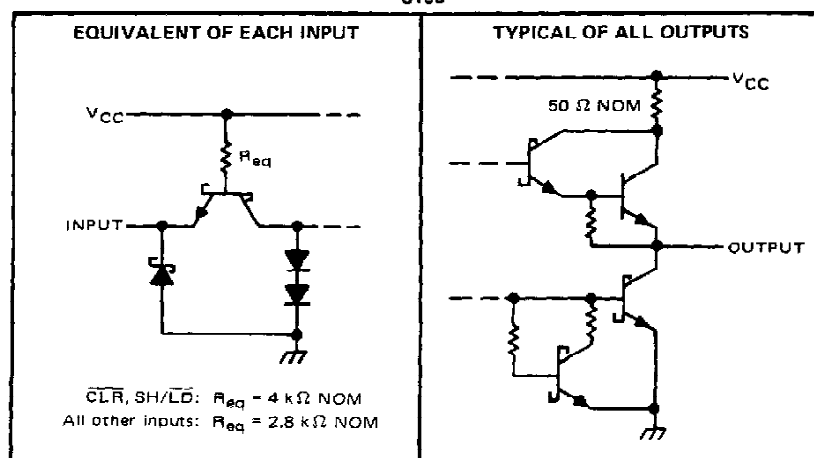 EQUIVALENT OF EACH INPUT
VCC
Req
INPUT
CLR, SH/LD: Req = 4 kΩ NOM
All other inputs: Req = 2.8 kΩ NOM
TYPICAL OF ALL OUTPUTS
VCC
50 Ω NOM
OUTPUT